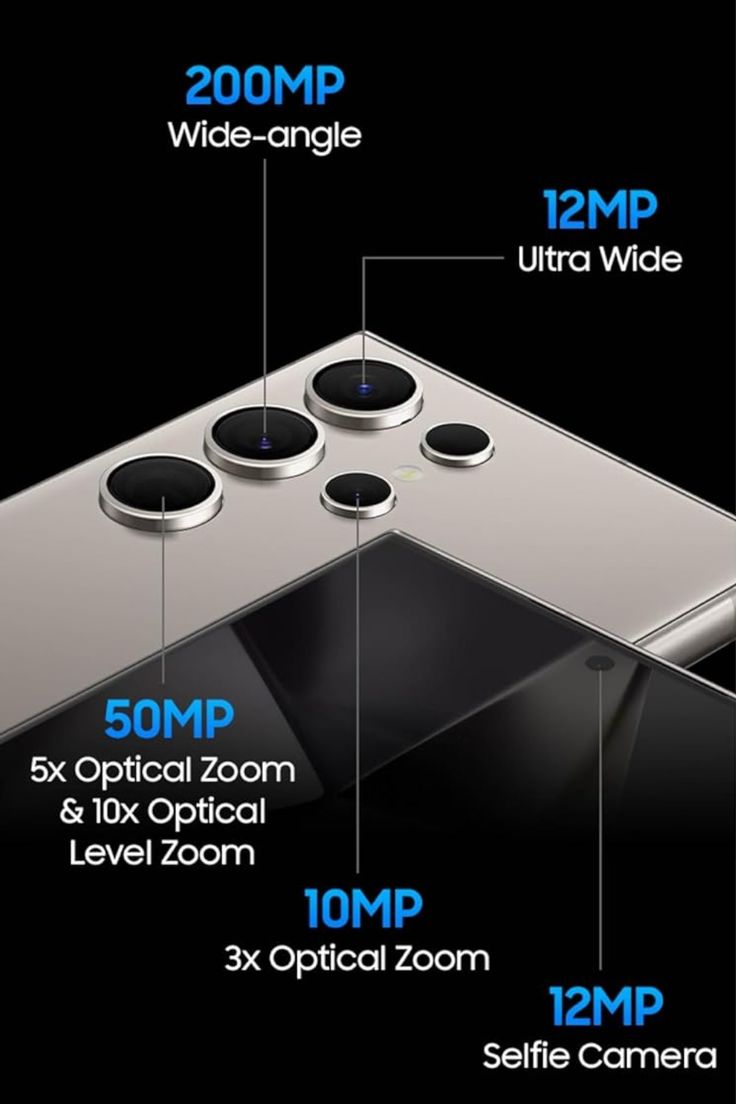 200MP
Wide-angle
12MP
Ultra Wide
50MP
5x Optical Zoom
& 10x Optical
Level Zoom
10MP
3x Optical Zoom
12MP
Selfie Camera